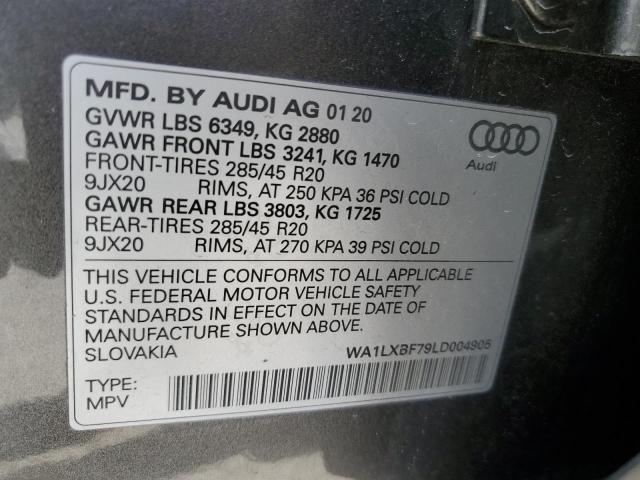 MFD. BY AUDI AG 01 20
GVWR LBS 6349, KG 2880
GAWR FRONT LBS 3241, KG 1470
FRONT-TIRES 285/45 R20
9JX20 RIMS, AT 250 KPA 36 PSI COLD
GAWR REAR LBS 3803, KG 1725
REAR-TIRES 285/45 R20
9JX20 RIMS, AT 270 KPA 39 PSI COLD
Audi
THIS VEHICLE CONFORMS TO ALL APPLICABLE
U.S. FEDERAL MOTOR VEHICLE SAFETY
STANDARDS IN EFFECT ON THE DATE OF
MANUFACTURE SHOWN ABOVE.
SLOVAKIA WA1LXBF79LD004905
TYPE:
MPV